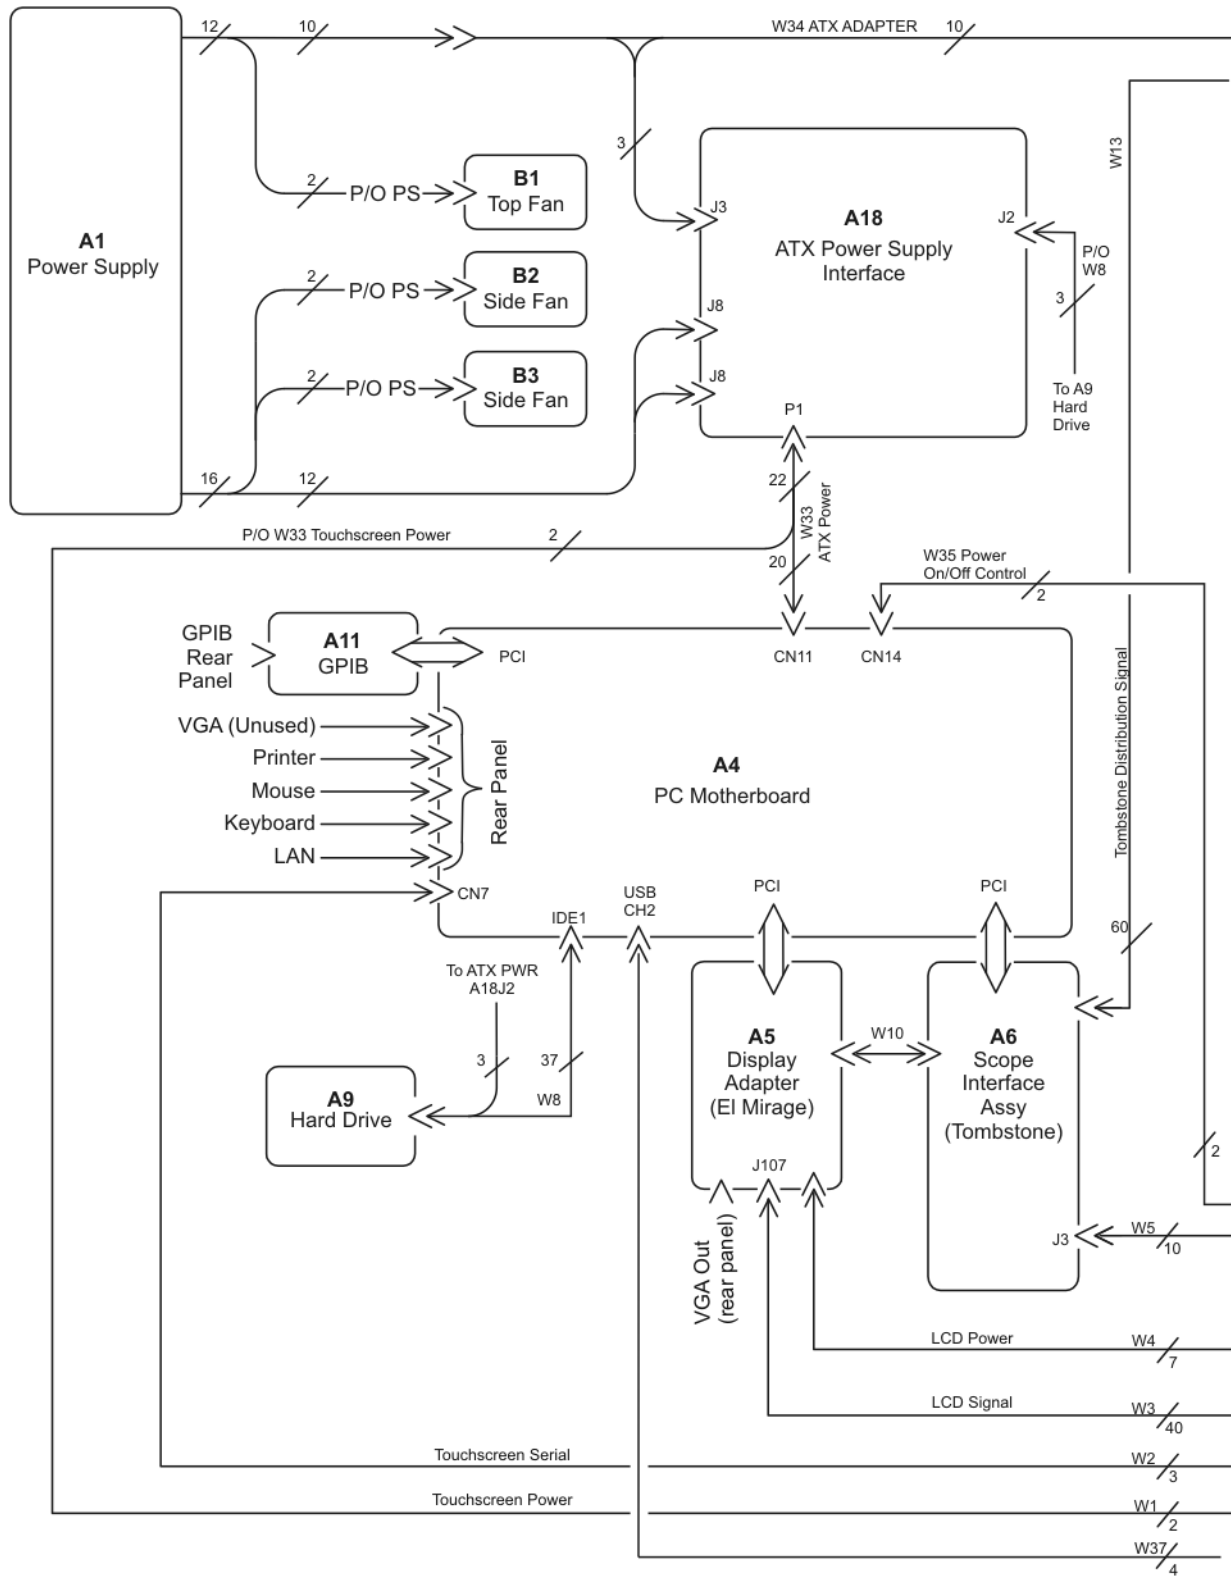 12
10
W34 ATX ADAPTER
10
A1
Power Supply
2
P/O PS
B1
Top Fan
2
P/O PS
B2
Side Fan
2
P/O PS
B3
Side Fan
16
12
3
J3
J8
J8
A18
ATX Power Supply
Interface
J2
P/O
W8
3
To A9
Hard
Drive
W13
P1
22
W33
ATX Power
20
P/O W33 Touchscreen Power
2
W35 Power
On/Off Control
2
GPIB
Rear
Panel
A11
GPIB
PCI
CN11
CN14
VGA (Unused)
Printer
Mouse
Keyboard
LAN
Rear Panel
A4
PC Motherboard
Tombstone Distribution Signal
60
CN7
IDE1
USB
CH2
PCI
PCI
To ATX PWR
A18J2
3
37
W8
A9
Hard Drive
A5
Display
Adapter
(El Mirage)
J107
W10
A6
Scope
Interface
Assy
(Tombstone)
2
J3
W5
10
VGA Out
(rear panel)
LCD Power
W4
7
LCD Signal
W3
40
Touchscreen Serial
W2
3
Touchscreen Power
W1
2
W37
4